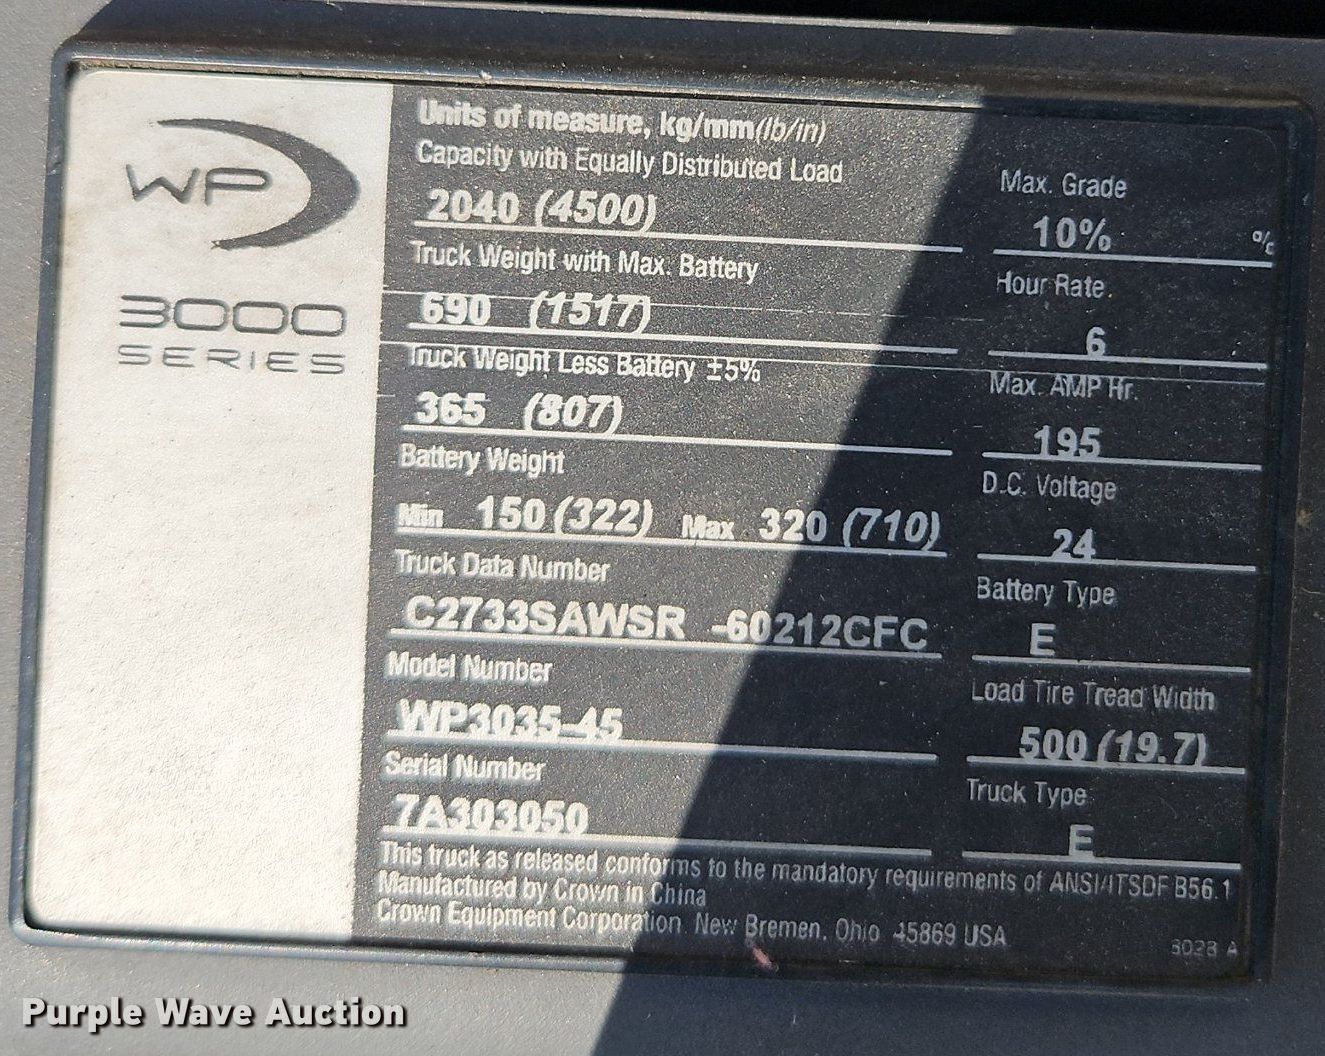 WP
3000
SERIES
Units of measure, kg/mm(lb/in)
Capacity with Equally Distributed Load
2040 (4500)
Truck Weight with Max. Battery
690 (1517)
Truck Weight Less Battery ±5%
365 (807)
Battery Weight
Min 150 (322) Max 320 (710)
Truck Data Number
C2733SAWSR -60212CFC
Model Number
WP3035-45
Serial Number
7A303050
Max. Grade
10% %
Hour Rate
6
Max. AMP Hr.
195
D.C. Voltage
24
Battery Type
E
Load Tire Tread Width
500 (19.7)
Truck Type
E
This truck as released conforms to the mandatory requirements of ANSI/ITSDF B56.1
Manufactured by Crown in China
Crown Equipment Corporation New Bremen, Ohio 45869 USA
3023 A
Purple Wave Auction